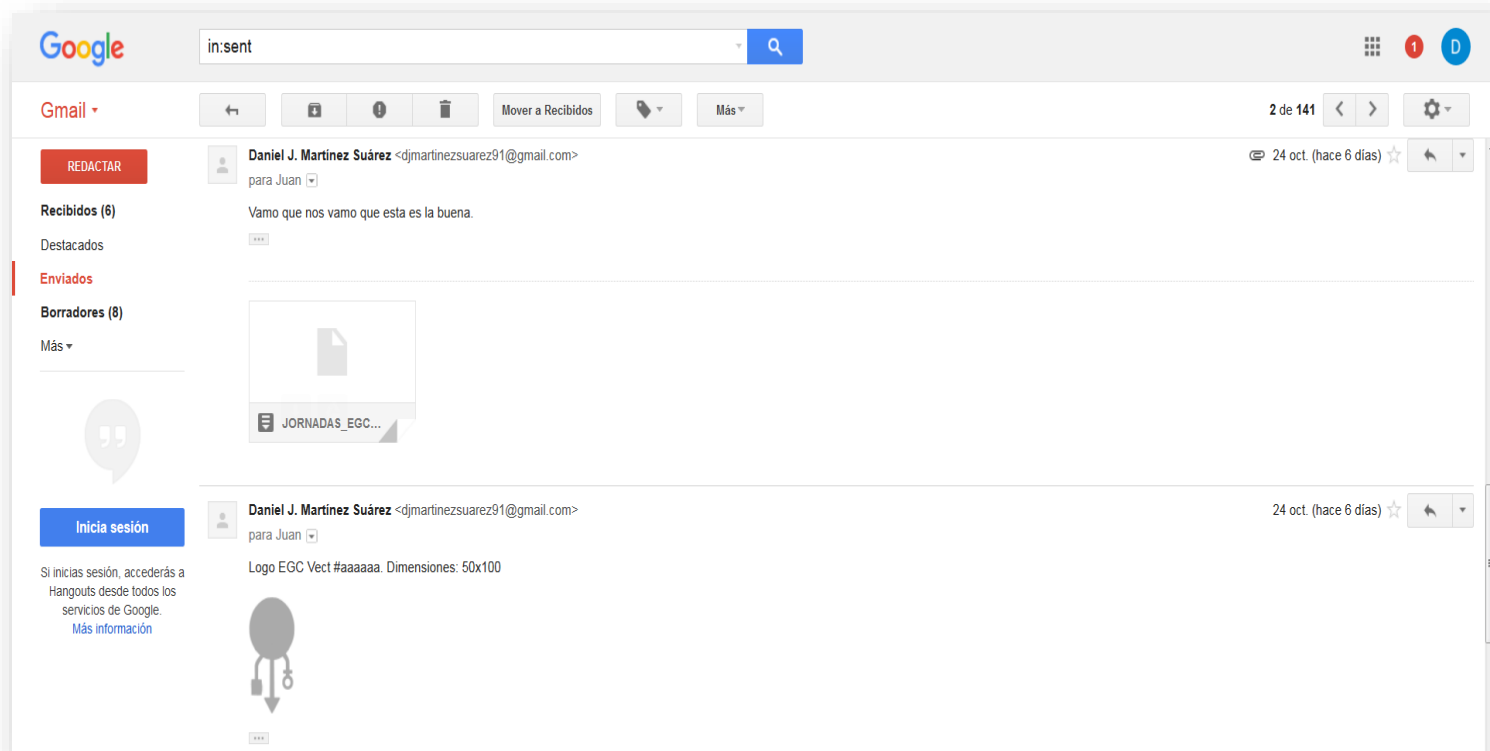 Google
in:sent
1
D
Gmail
Mover a Recibidos
Más
2 de 141
REDACTAR
Recibidos (6)
Destacados
Enviados
Borradores (8)
Más
Inicia sesión
Si inicias sesión, accederás a
Hangouts desde todos los
servicios de Google.
Más información
Daniel J. Martínez Suárez <djmartinezsuarez91@gmail.com>
24 oct. (hace 6 días)
para Juan
Vamo que nos vamo que esta es la buena.
JORNADAS_EGC...
Daniel J. Martínez Suárez <djmartinezsuarez91@gmail.com>
24 oct. (hace 6 días)
para Juan
Logo EGC Vect #aaaaaa. Dimensiones: 50x100